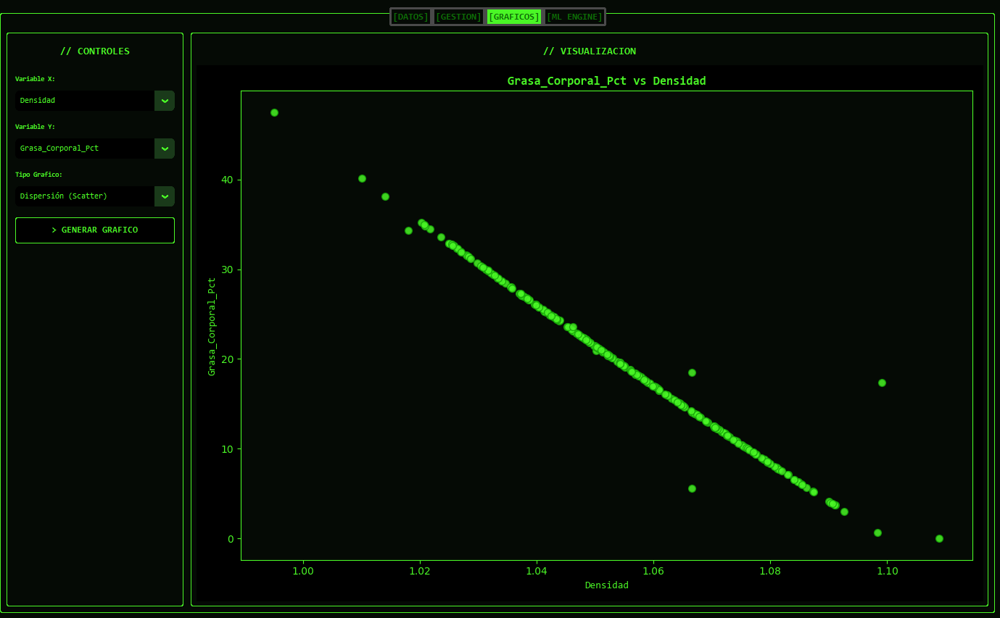 [DATOS] [GESTION] [GRAFICOS] [ML ENGINE]
// CONTROLES
Variable X:
Densidad
Variable Y:
Grasa_Corporal_Pct
Tipo Grafico:
Dispersión (Scatter)
> GENERAR GRAFICO
// VISUALIZACION
Grasa_Corporal_Pct vs Densidad
Grasa_Corporal_Pct
40
30
20
10
0
1.00 1.02 1.04 1.06 1.08 1.10
Densidad